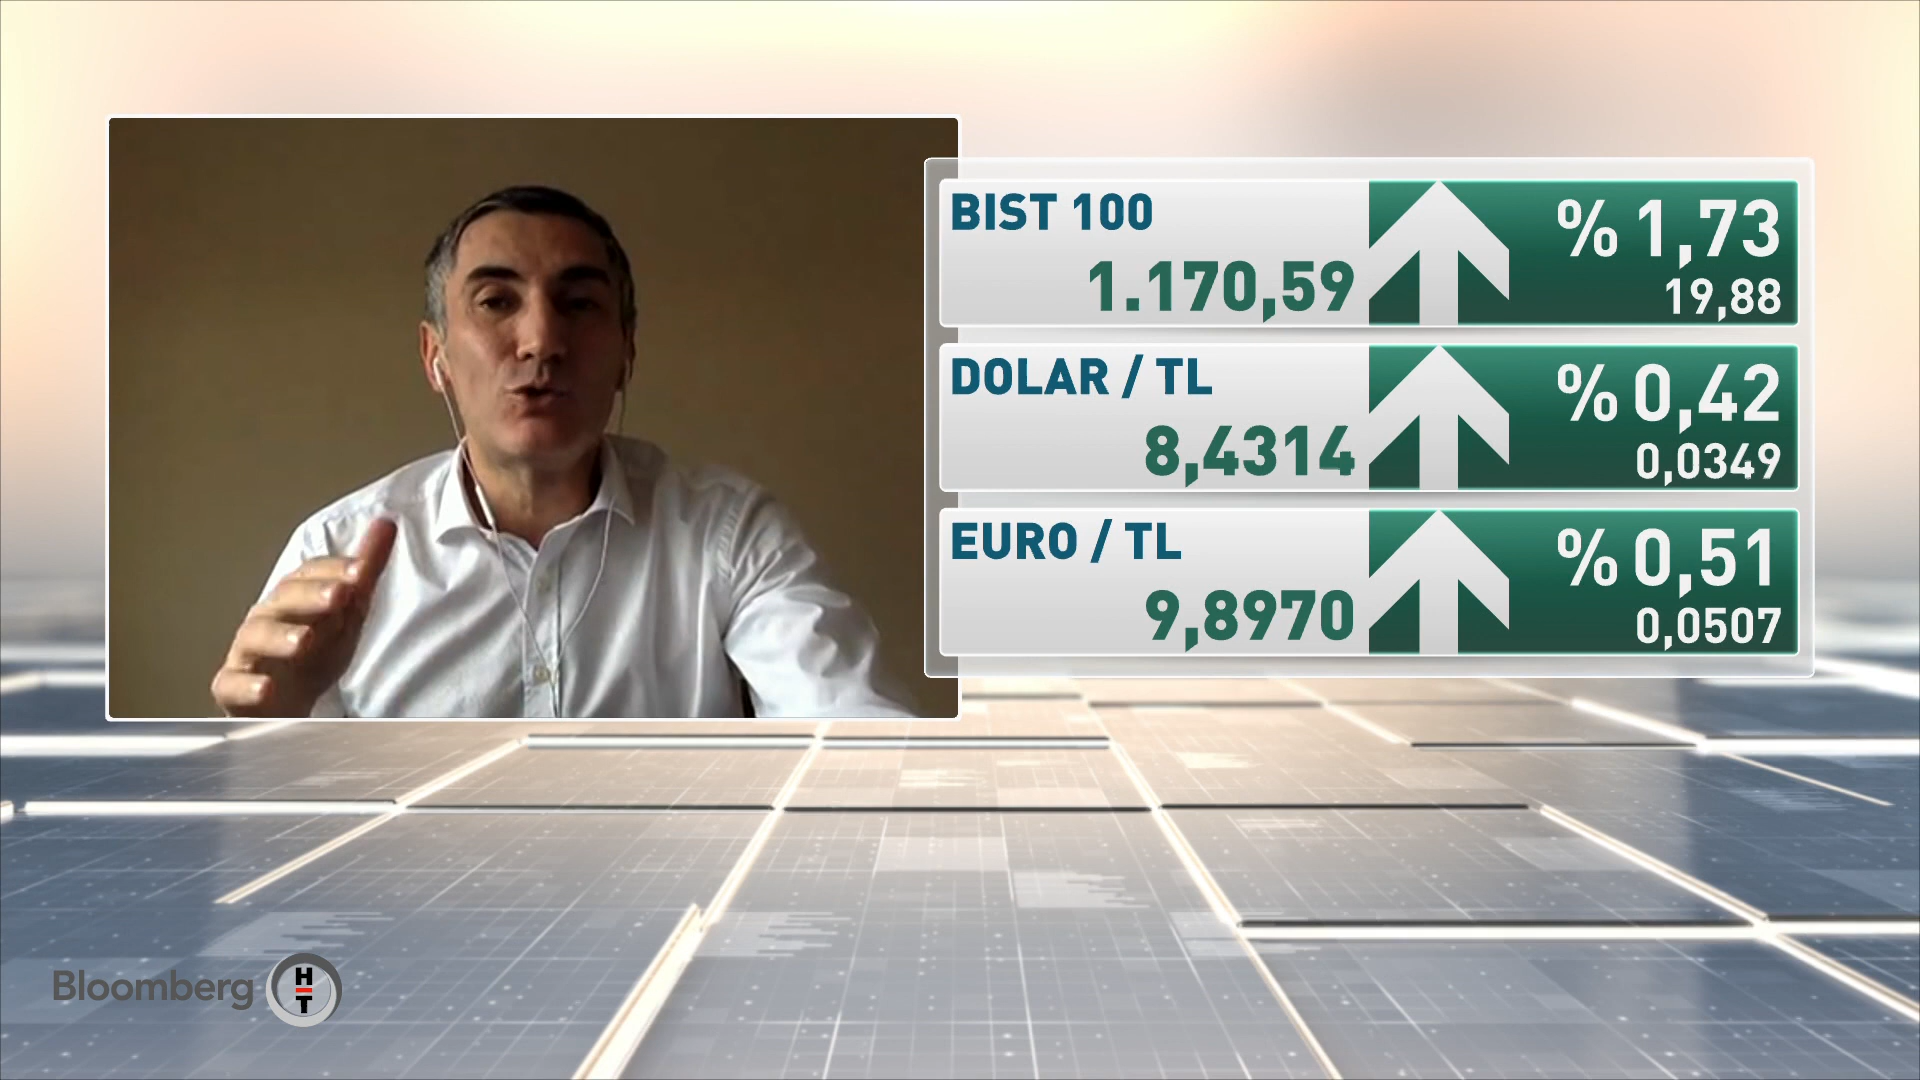 BIST 100
1.170,59
% 1,73
19,88
DOLAR / TL
8,4314
% 0,42
0,0349
EURO / TL
9,8970
% 0,51
0,0507
Bloomberg HT